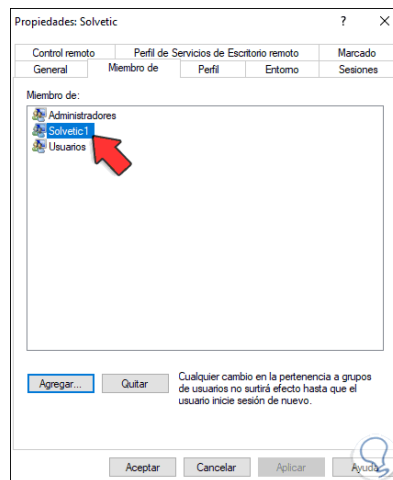 Propiedades: Solvetic
Control remoto Perfil de Servicios de Escritorio remoto Marcado
General Miembro de Perfil Entorno Sesiones
Miembro de:
Administradores
Solvetic1
Usuarios
Agregar... Quitar
Cualquier cambio en la pertenencia a grupos
de usuarios no surtirá efecto hasta que el
usuario inicie sesión de nuevo.
Aceptar Cancelar Aplicar Ayuda